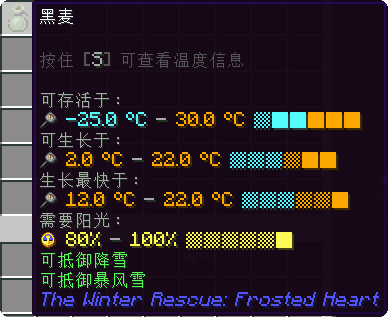 黑麦
按住 [S] 可查看温度信息
可存活于：
-25.0 °C - 30.0 °C
可生长于：
2.0 °C - 22.0 °C
生长最快于：
12.0 °C - 22.0 °C
需要阳光：
80% - 100%
可抵御降雪
可抵御暴风雪
The Winter Rescue: Frosted Heart